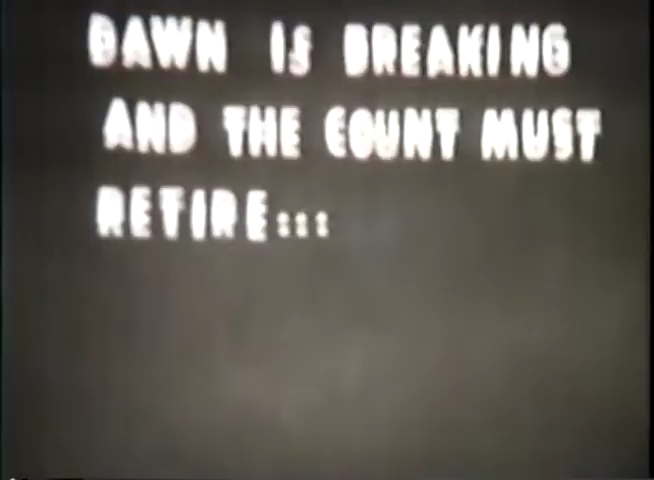 DAWN IS BREAKING
AND THE COUNT MUST
RETIRE:::